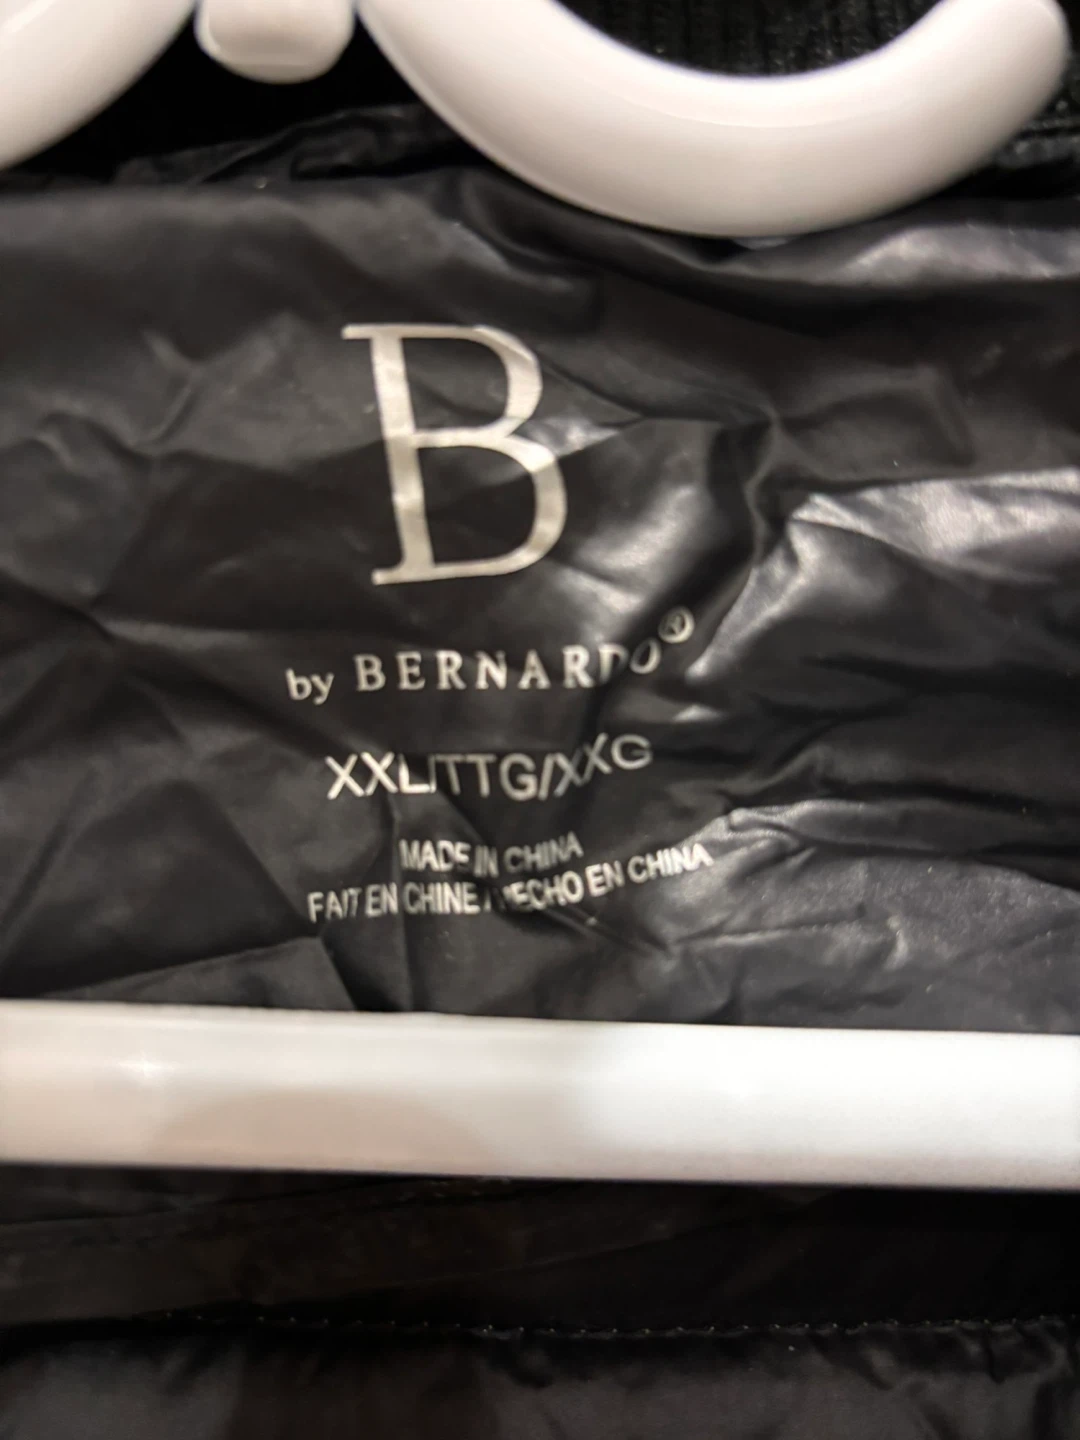 B
by BERNARDO®
XXL/TTG/XXG
MADE IN CHINA
FAIT EN CHINE / HECHO EN CHINA